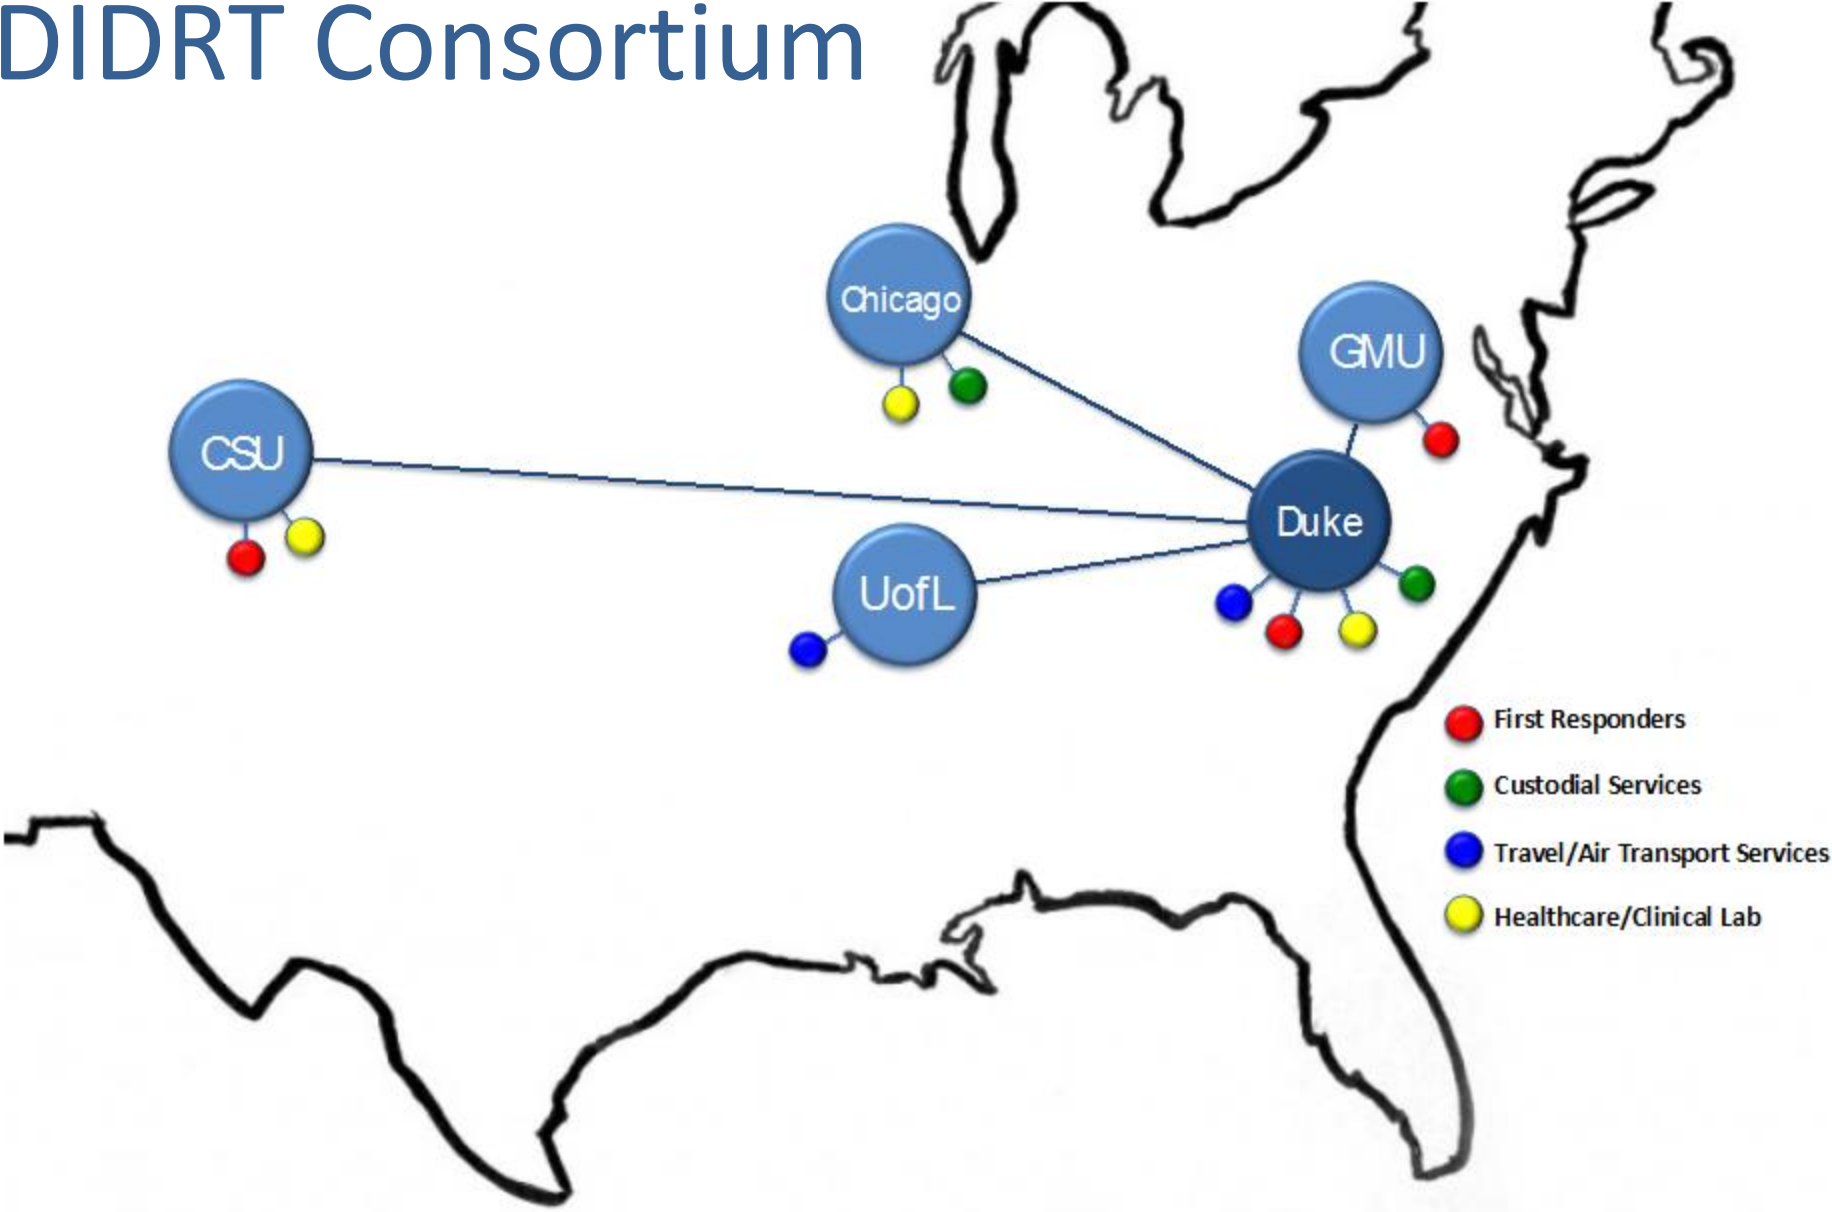 DIDRT Consortium
Chicago
GMU
CSU
Duke
UofL
First Responders
Custodial Services
Travel/Air Transport Services
Healthcare/Clinical Lab